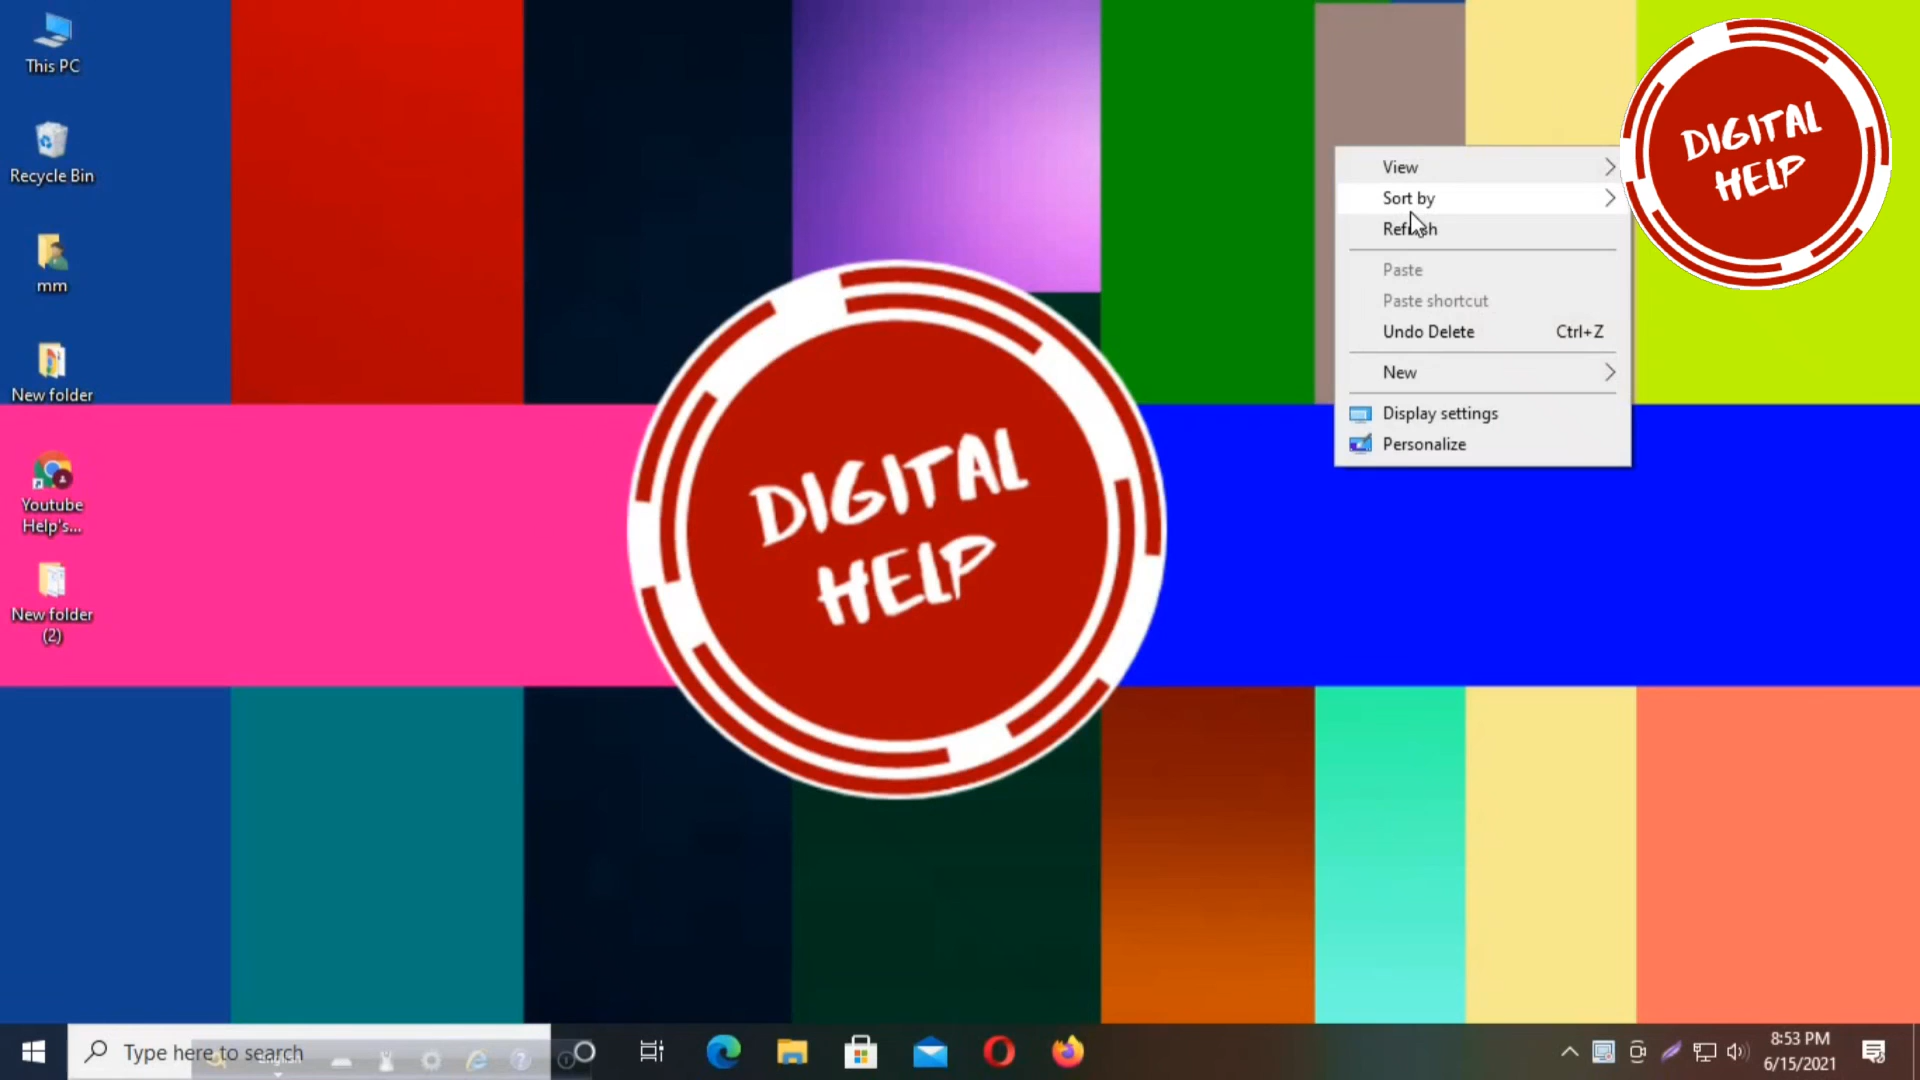 This PC
Recycle Bin
mm
New folder
Youtube
Help's...
New folder
(2)
DIGITAL
HELP
View
Sort by
Refresh
Paste
Paste shortcut
Undo Delete Ctrl+Z
New
Display settings
Personalize
DIGITAL
HELP
Type here to search
8:53 PM
6/15/2021